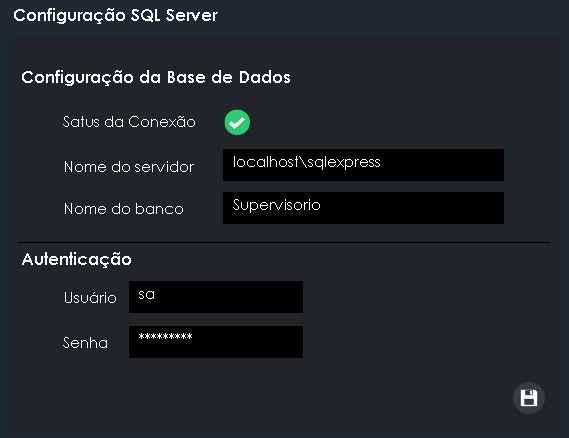 Configuração SQL Server
Configuração da Base de Dados
Satus da Conexão
Nome do servidor localhost\sqlexpress
Nome do banco Supervisorio
Autenticação
Usuário sa
Senha *********